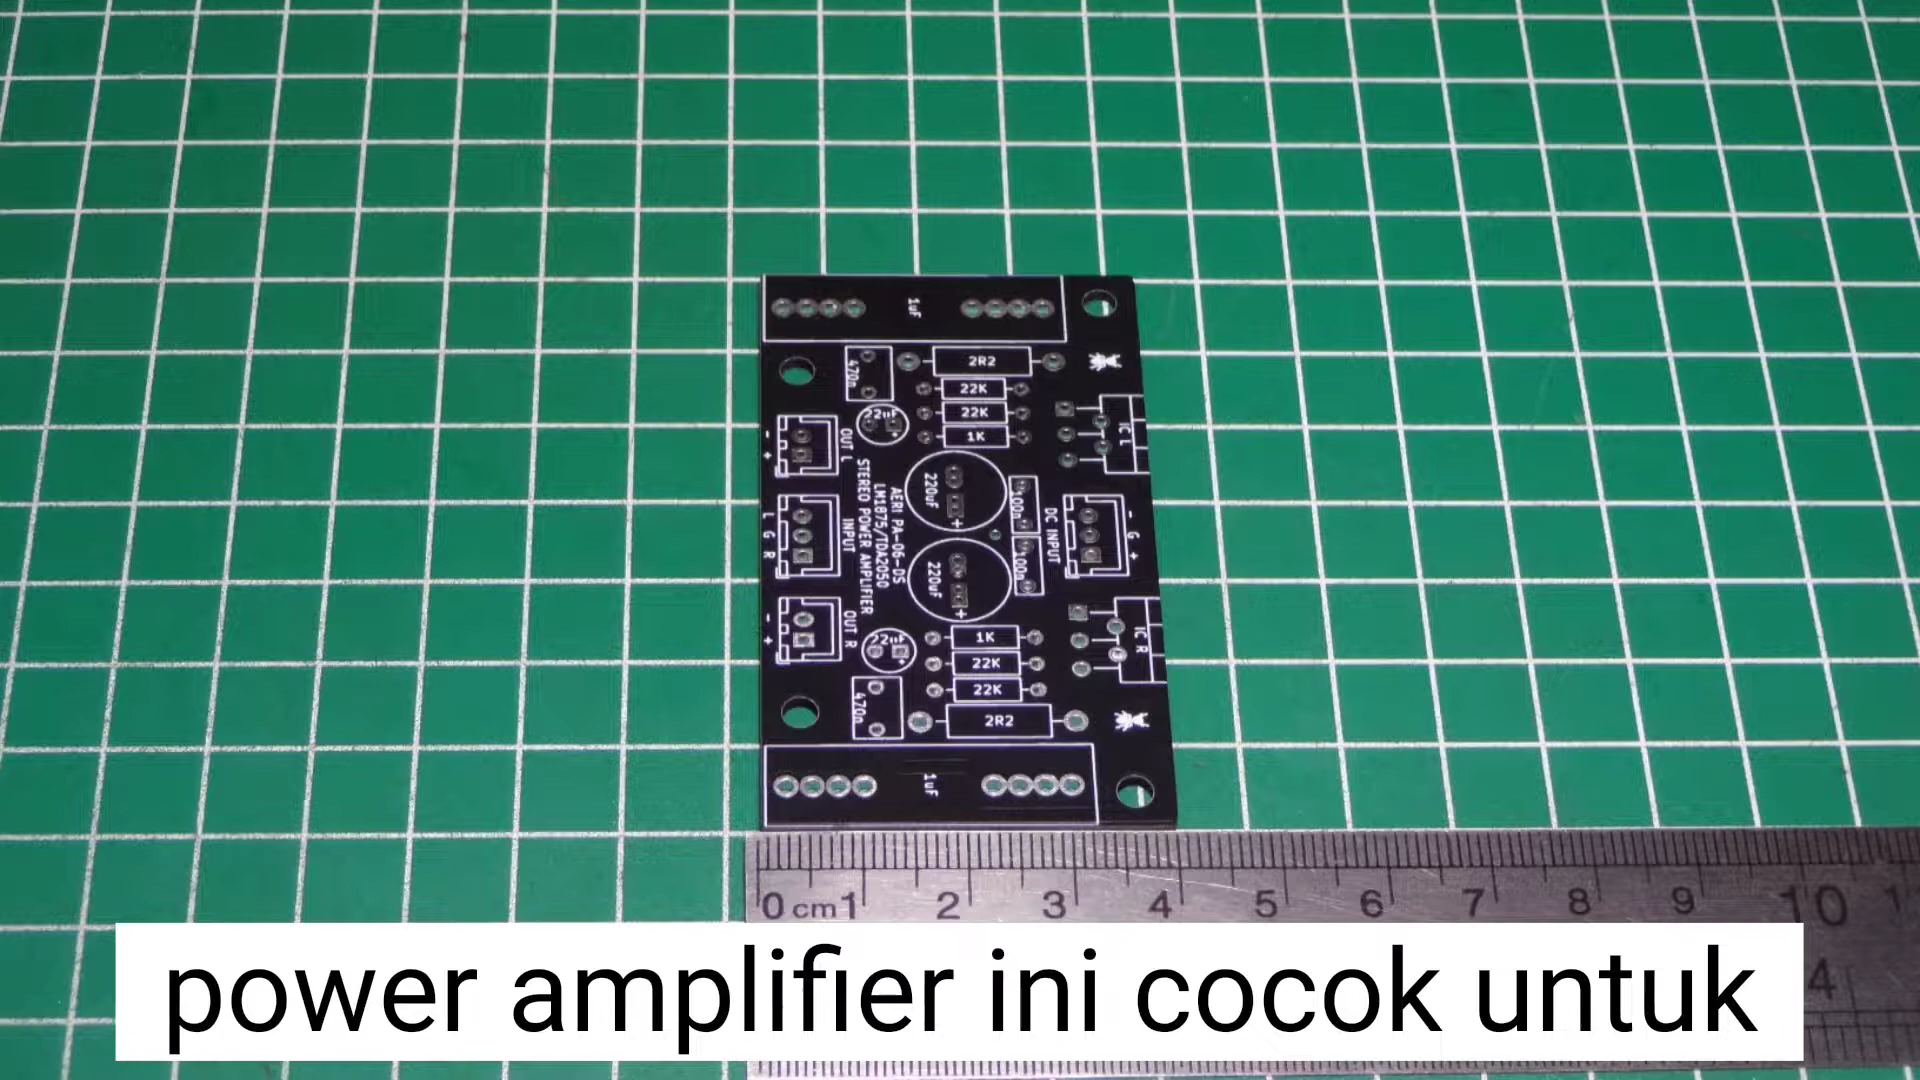 1uF
470n
2R2
22K
22K
22uF
1K
- +
OUT L
IC L
220uF
100n
L G R
INPUT
AERI PA-06-DS
LM1875/TDA2050
STEREO POWER AMPLIFIER
DC INPUT
- G +
220uF
100n
- +
OUT R
22uF
1K
22K
22K
IC R
470n
2R2
1uF
0 cm 1 2 3 4 5 6 7 8 9 10
4
power amplifier ini cocok untuk